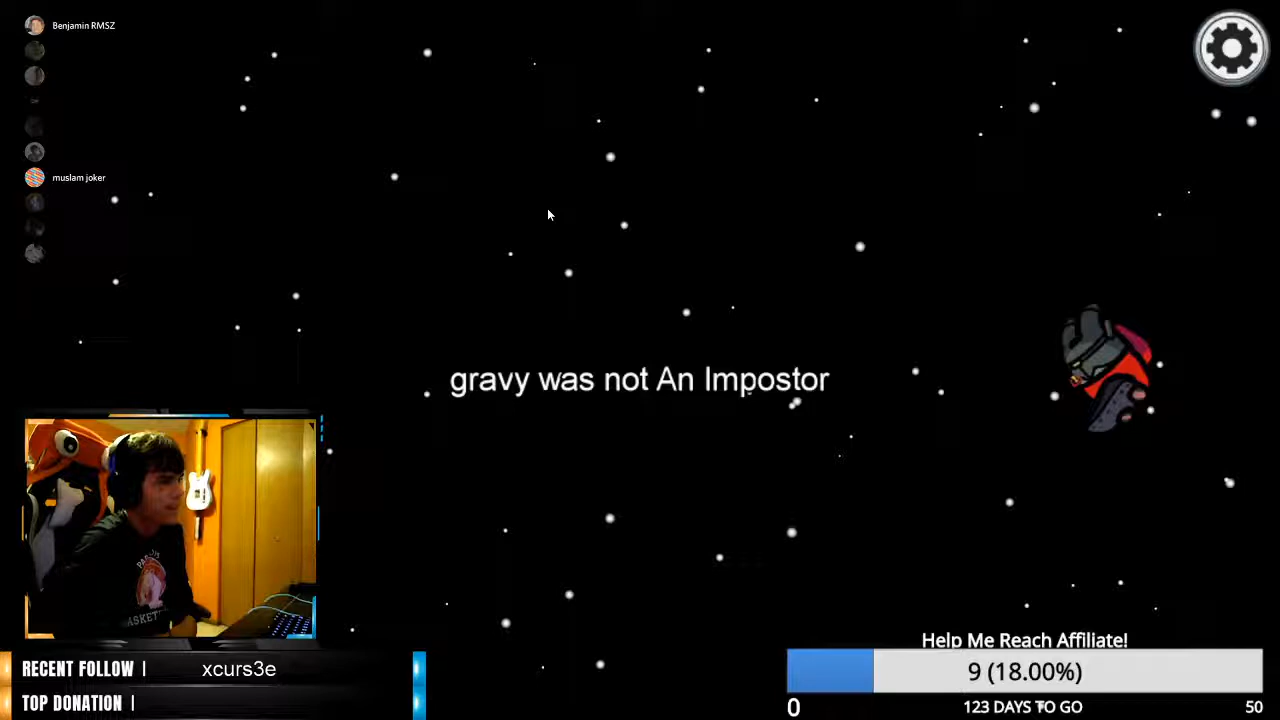 Benjamin RMSZ
muslam joker
gravy was not An Impostor
Help Me Reach Affiliate!
9 (18.00%)
0
123 DAYS TO GO
50
RECENT FOLLOW |
xcurs3e
TOP DONATION |